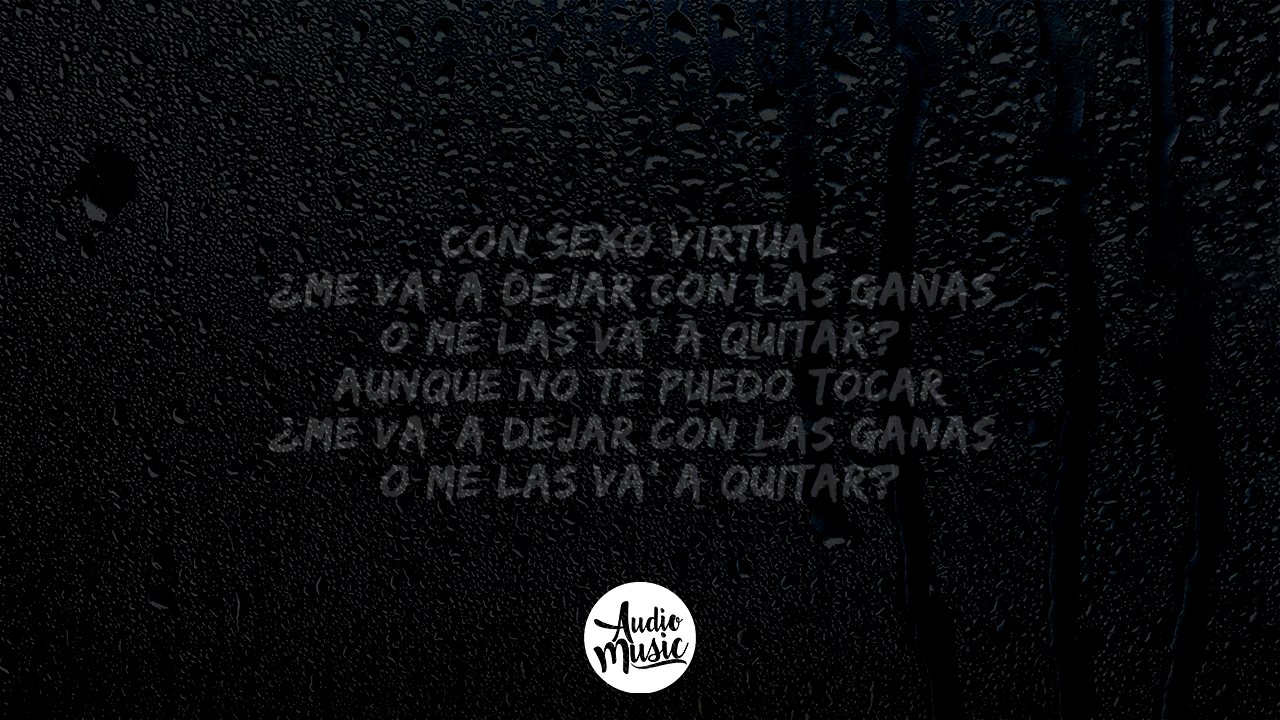 CON SEXO VIRTUAL
¿ME VA' A DEJAR CON LAS GANAS
O ME LAS VA' A QUITAR?
AUNQUE NO TE PUEDO TOCAR
¿ME VA' A DEJAR CON LAS GANAS
O ME LAS VA' A QUITAR?
Audio
Music